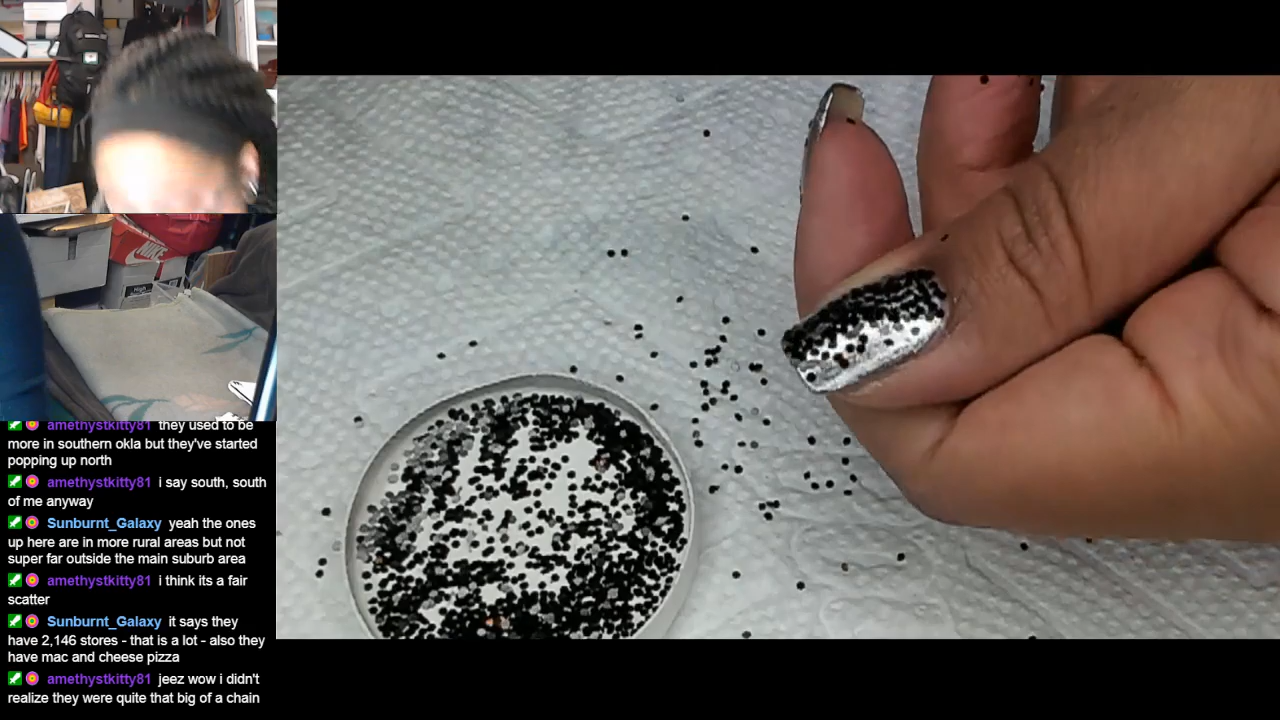 amethystkitty81 they used to be
more in southern okla but they've started
popping up north
amethystkitty81 i say south, south
of me anyway
Sunburnt_Galaxy yeah the ones
up here are in more rural areas but not
super far outside the main suburb area
amethystkitty81 i think its a fair
scatter
Sunburnt_Galaxy it says they
have 2,146 stores - that is a lot - also they
have mac and cheese pizza
amethystkitty81 jeez wow i didn't
realize they were quite that big of a chain